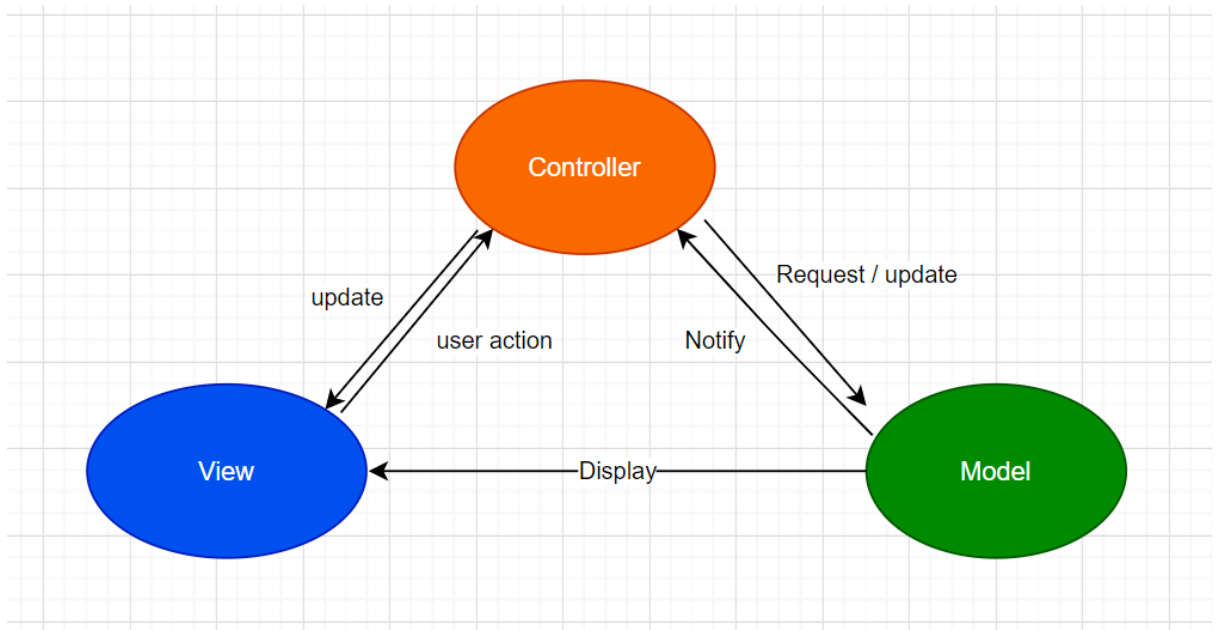 Controller
Request / update
update
user action
Notify
View
Display
Model